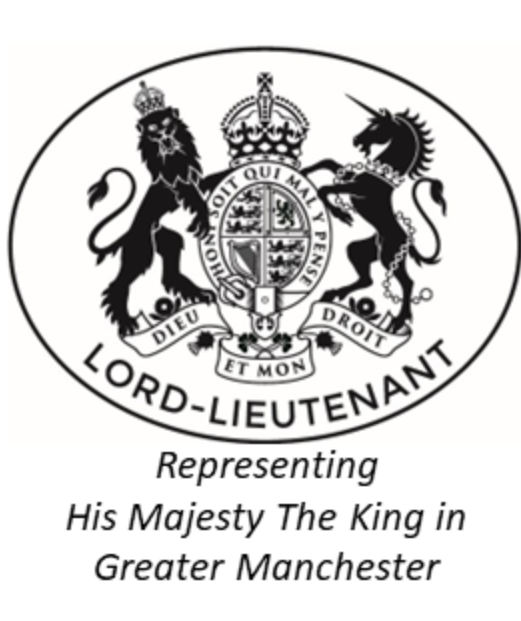 HONI SOIT QUI MAL Y PENSE
DIEU ET MON DROIT
LORD-LIEUTENANT
Representing
His Majesty The King in
Greater Manchester